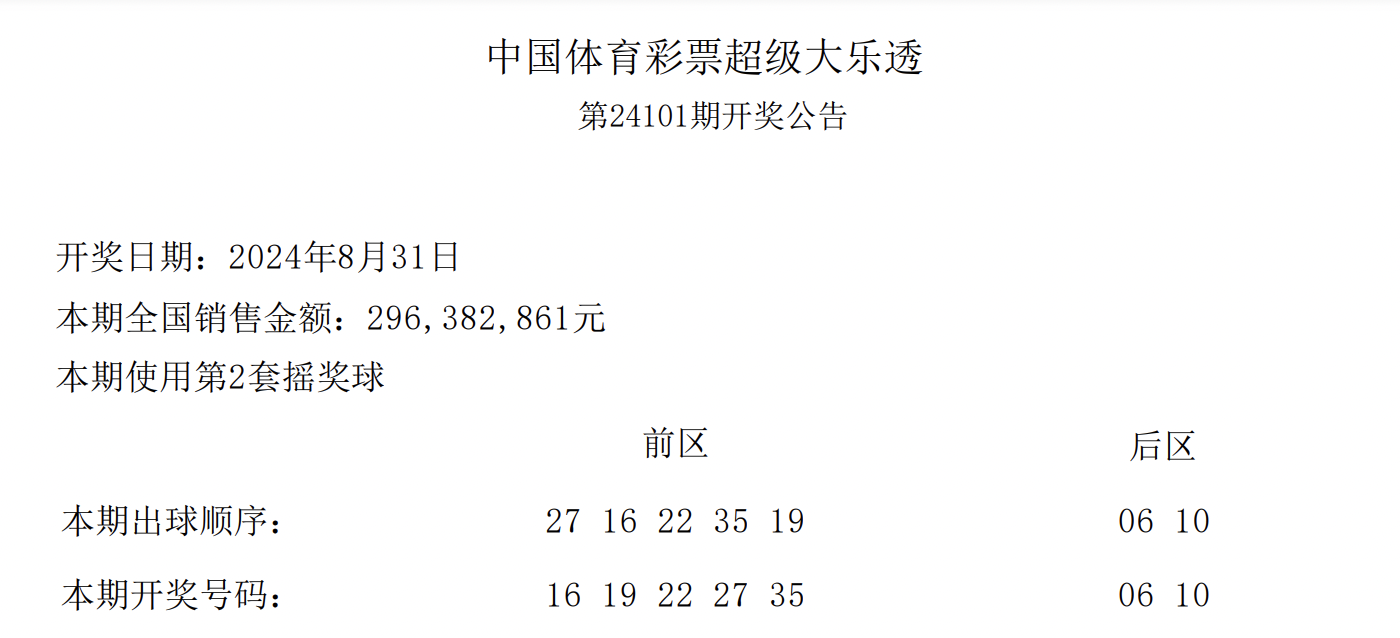 中国体育彩票超级大乐透
第24101期开奖公告
开奖日期：2024年8月31日
本期全国销售金额：296,382,861元
本期使用第2套摇奖球
前区 后区
本期出球顺序： 27 16 22 35 19 06 10
本期开奖号码： 16 19 22 27 35 06 10